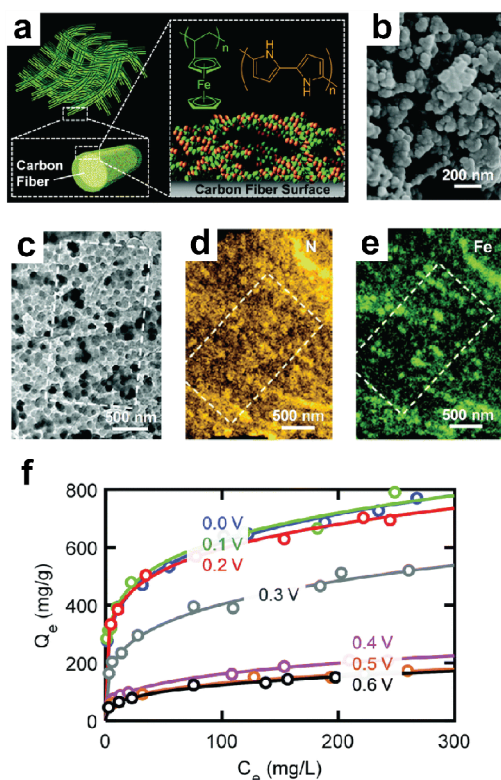 a
n
Fe
H
N
N
H
n
Carbon
Fiber
Carbon Fiber Surface
b
200 nm
c
500 nm
d
N
500 nm
e
Fe
500 nm
f
800
600
400
200
0
0
100
200
300
Qe (mg/g)
Ce (mg/L)
0.0 V
0.1 V
0.2 V
0.3 V
0.4 V
0.5 V
0.6 V